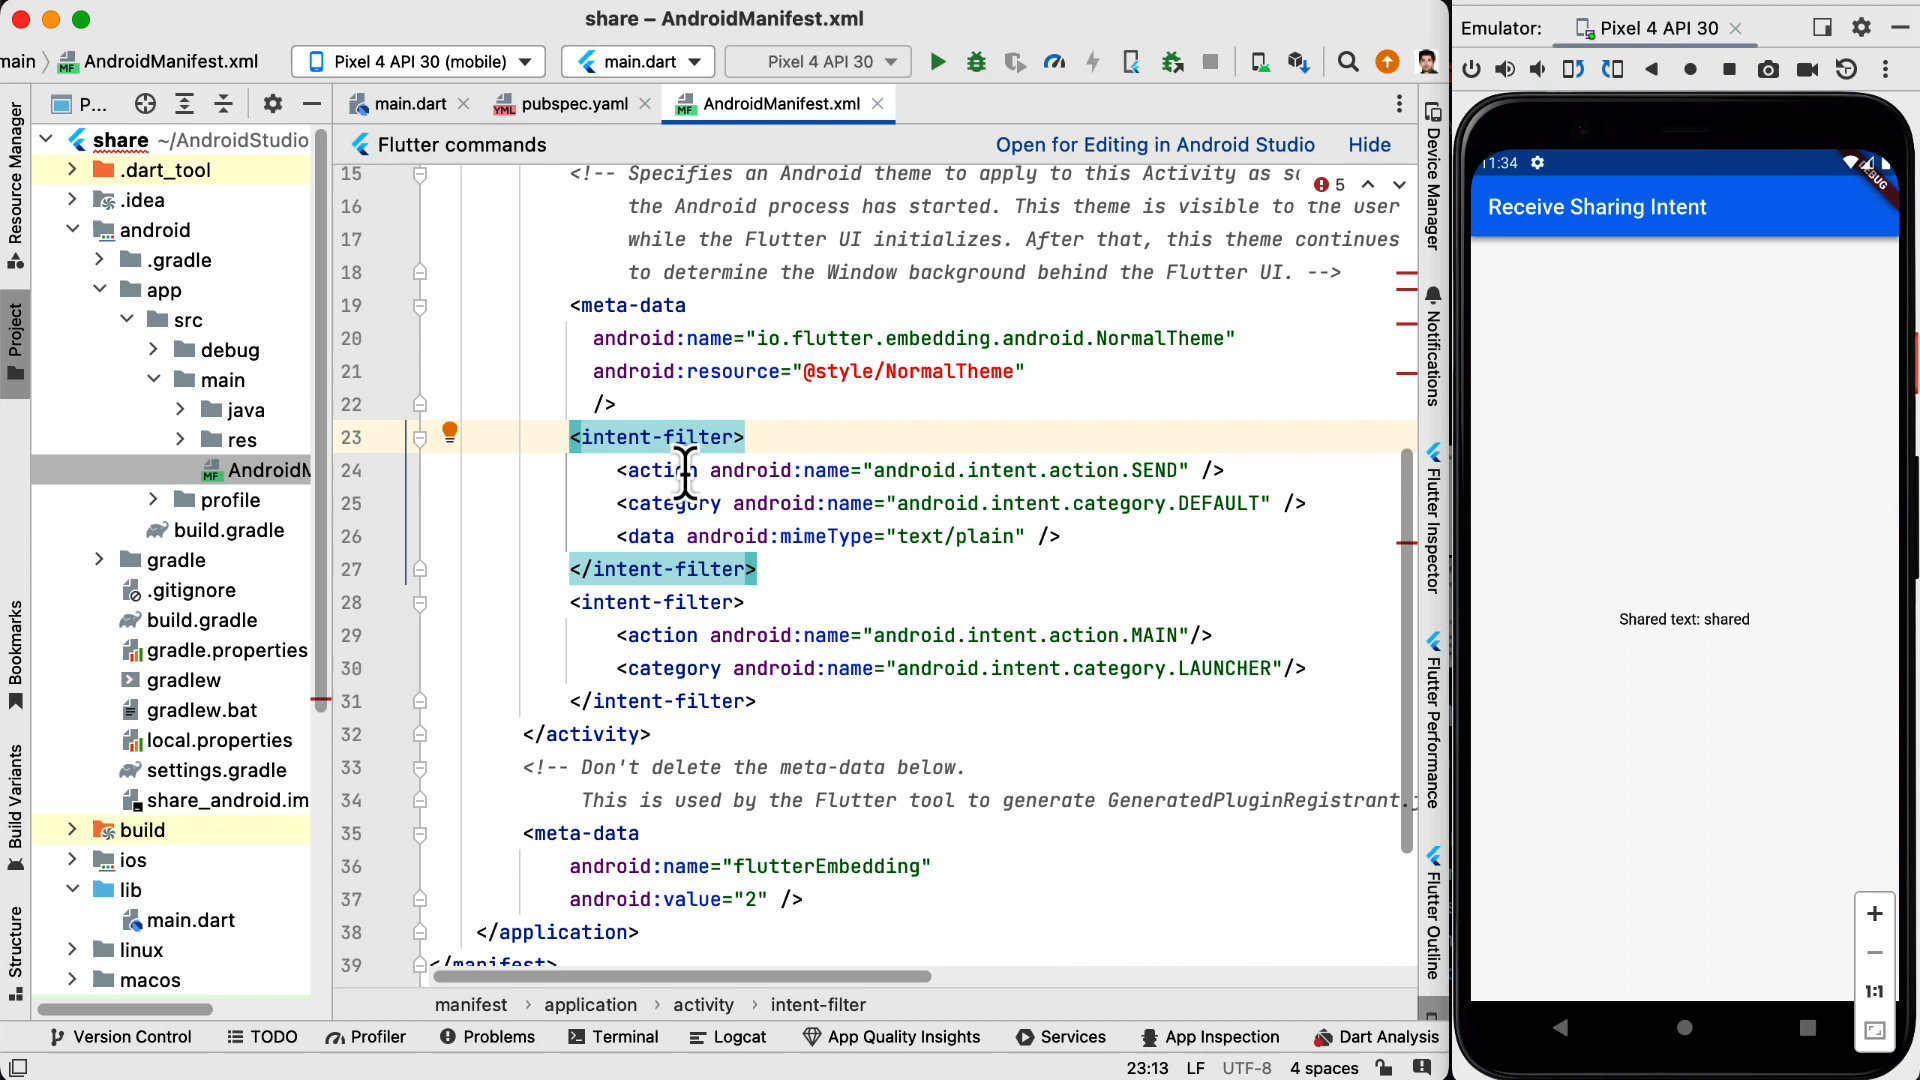 share – AndroidManifest.xml
main
AndroidManifest.xml
Pixel 4 API 30 (mobile)
main.dart
Pixel 4 API 30
P...
main.dart
pubspec.yaml
AndroidManifest.xml
Flutter commands
Open for Editing in Android Studio
Hide
Resource Manager
Project
Bookmarks
Build Variants
Structure
share ~/AndroidStudio
.dart_tool
.idea
android
.gradle
app
src
debug
main
java
res
AndroidM
profile
build.gradle
gradle
.gitignore
build.gradle
gradle.properties
gradlew
gradlew.bat
local.properties
settings.gradle
share_android.im
build
ios
lib
main.dart
linux
macos
5
15 <!-- Specifies an Android theme to apply to this Activity as so
16 the Android process has started. This theme is visible to the user
17 while the Flutter UI initializes. After that, this theme continues
18 to determine the Window background behind the Flutter UI. -->
19 <meta-data
20 android:name="io.flutter.embedding.android.NormalTheme"
21 android:resource="@style/NormalTheme"
22 />
23 <intent-filter>
24 <action android:name="android.intent.action.SEND" />
25 <category android:name="android.intent.category.DEFAULT" />
26 <data android:mimeType="text/plain" />
27 </intent-filter>
28 <intent-filter>
29 <action android:name="android.intent.action.MAIN"/>
30 <category android:name="android.intent.category.LAUNCHER"/>
31 </intent-filter>
32 </activity>
33 <!-- Don't delete the meta-data below.
34 This is used by the Flutter tool to generate GeneratedPluginRegistrant.j
35 <meta-data
36 android:name="flutterEmbedding"
37 android:value="2" />
38 </application>
39 </manifest>
manifest › application › activity › intent-filter
Version Control
TODO
Profiler
Problems
Terminal
Logcat
App Quality Insights
Services
App Inspection
Dart Analysis
23:13
LF
UTF-8
4 spaces
Device Manager
Notifications
Flutter Inspector
Flutter Performance
Flutter Outline
Emulator:
Pixel 4 API 30
11:34
DEBUG
Receive Sharing Intent
Shared text: shared
1:1